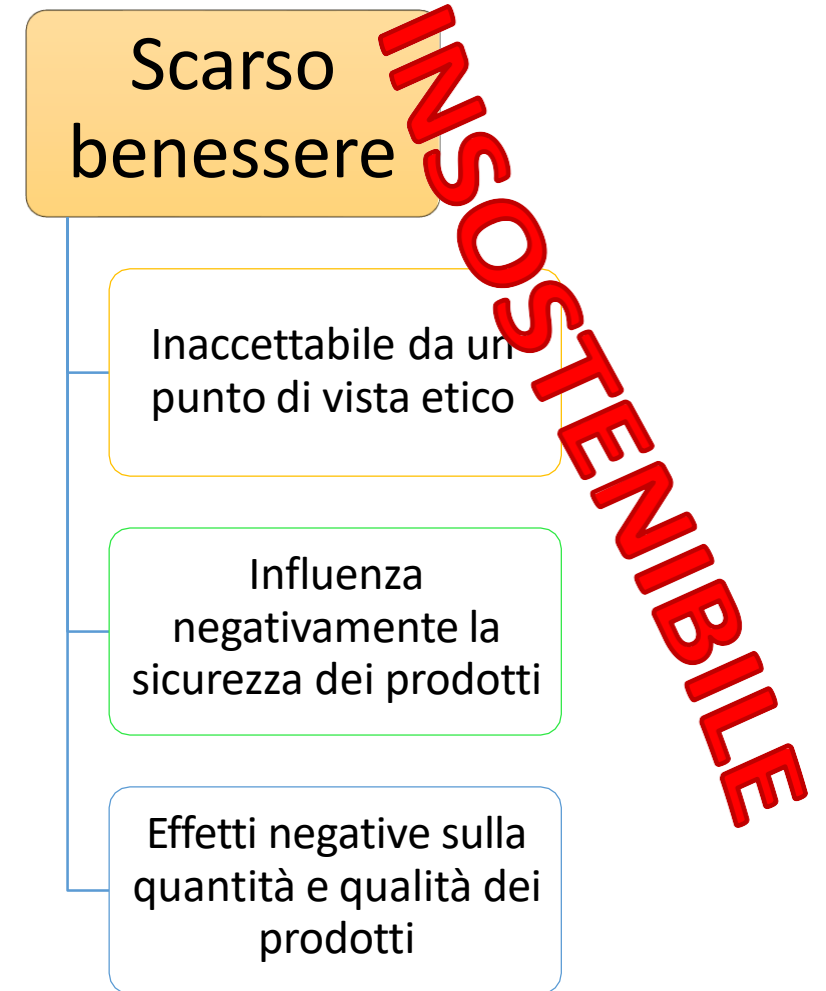 Scarso
benessere
INSOSTENIBILE
Inaccettabile da un
punto di vista etico
Influenza
negativamente la
sicurezza dei prodotti
Effetti negative sulla
quantità e qualità dei
prodotti